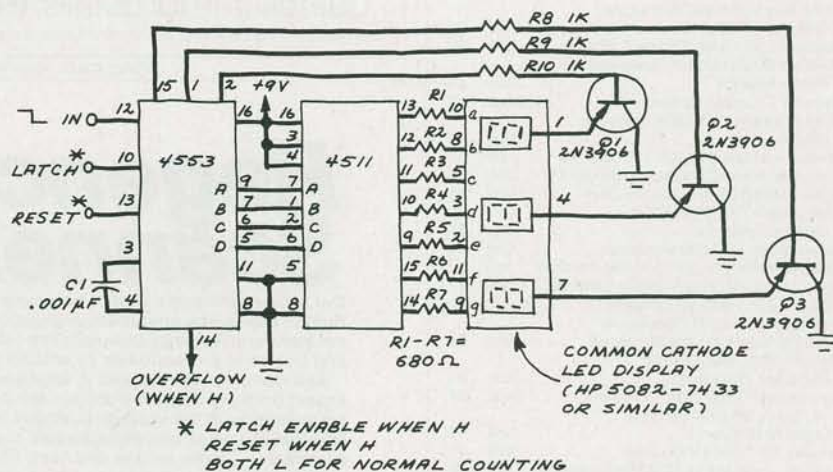 R8 1K
R9 1K
R10 1K
15 1 2 +9V
12 16 16 13 R1 10 a 1
IN 3 Q1
2N3906
Q2
2N3906
4553 4 4511 12 R2 8 b
10
LATCH*
9 A 7 A 11 R3 5 c
7 B 1 B 10 R4 3 d 4
13
RESET*
6 C 2 C
5 D 6 D 9 R5 2 e
3 11 5 15 R6 11 f
C1
.001µF
4 8 8 14 R7 9 g 7
Q3
2N3906
14
R1-R7=
680Ω
OVERFLOW
(WHEN H)
COMMON CATHODE
LED DISPLAY
(HP 5082-7433
OR SIMILAR)
* LATCH ENABLE WHEN H
RESET WHEN H
BOTH L FOR NORMAL COUNTING